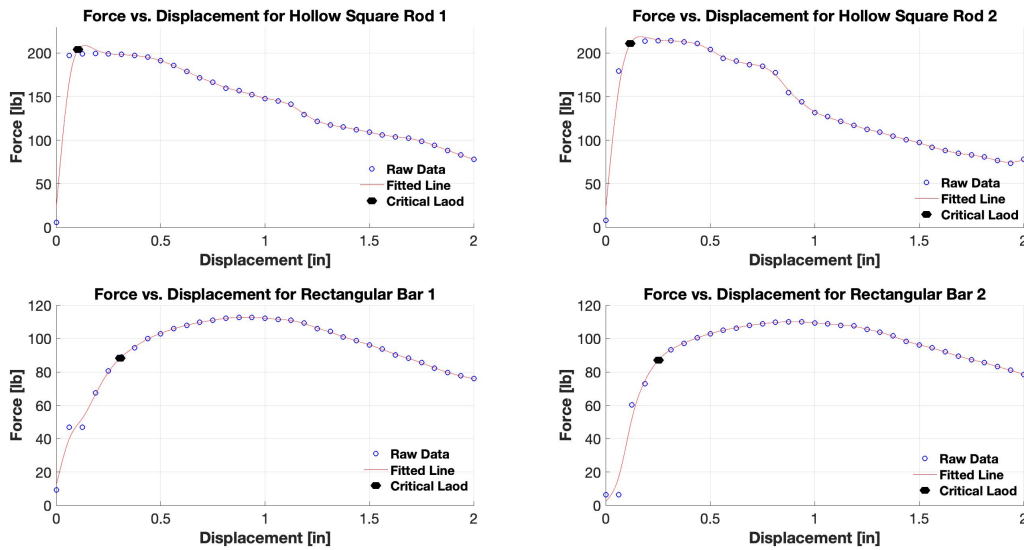 Force vs. Displacement for Hollow Square Rod 1
Force [lb]
200
150
100
50
0
Raw Data
Fitted Line
Critical Laod
0 0.5 1 1.5 2
Displacement [in]
Force vs. Displacement for Hollow Square Rod 2
Force [lb]
200
150
100
50
0
Raw Data
Fitted Line
Critical Laod
0 0.5 1 1.5 2
Displacement [in]
Force vs. Displacement for Rectangular Bar 1
Force [lb]
120
100
80
60
40
20
0
Raw Data
Fitted Line
Critical Laod
0 0.5 1 1.5 2
Displacement [in]
Force vs. Displacement for Rectangular Bar 2
Force [lb]
120
100
80
60
40
20
0
Raw Data
Fitted Line
Critical Laod
0 0.5 1 1.5 2
Displacement [in]